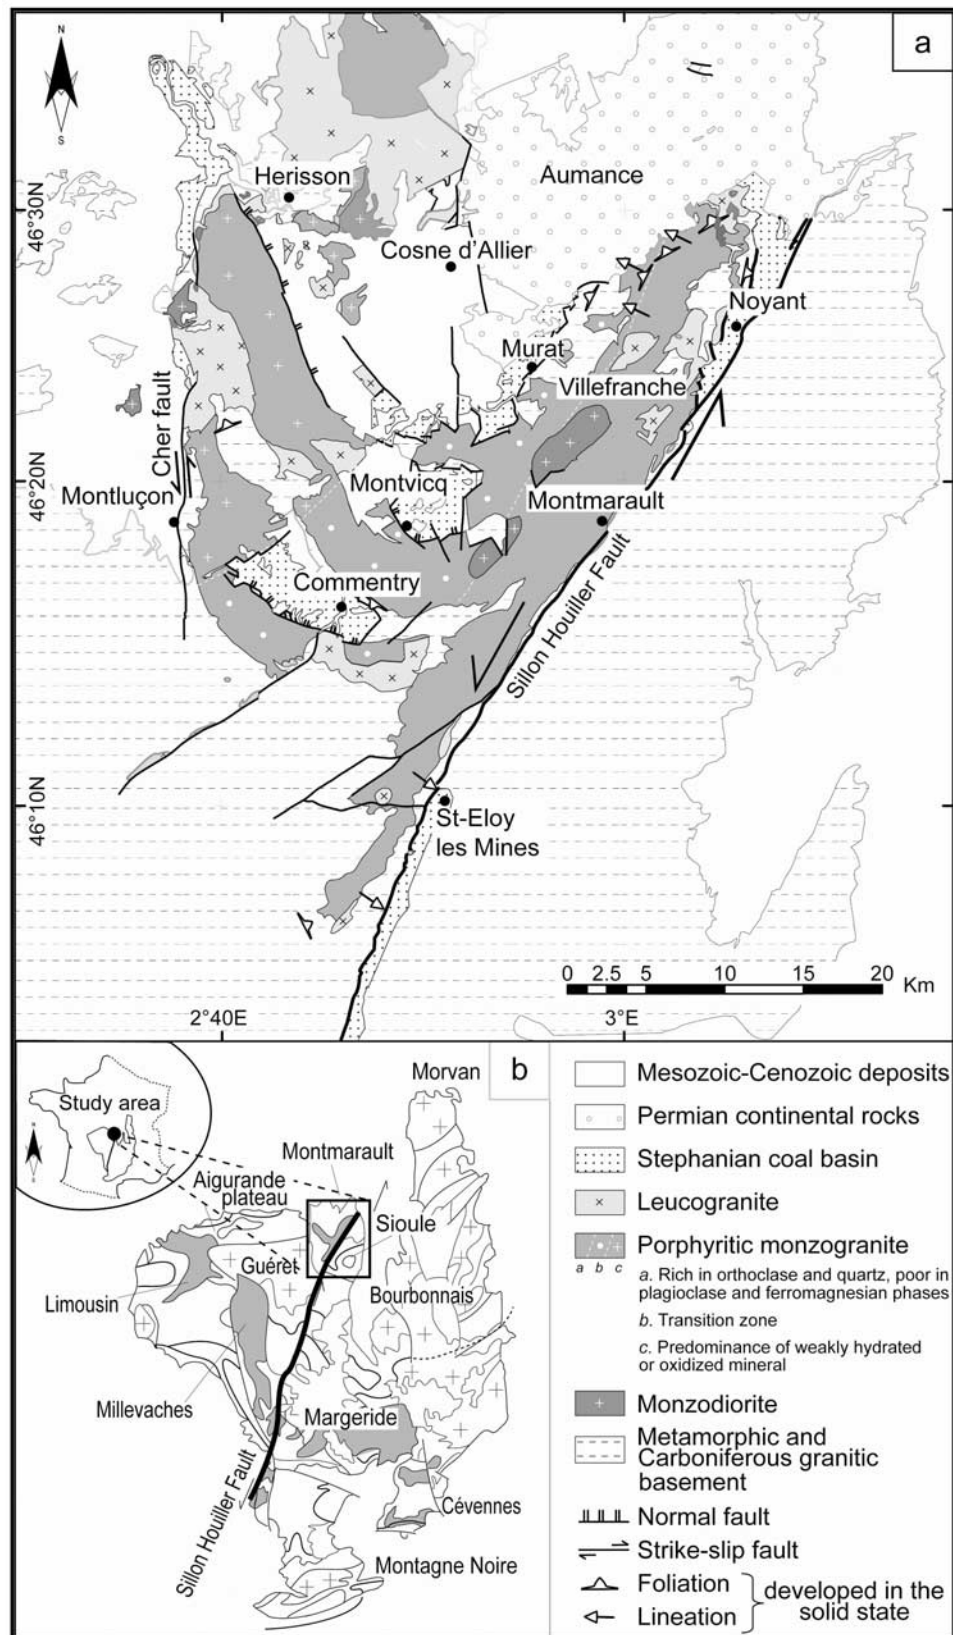 a
N
S
Herisson
Aumance
46°30N
Cosne d'Allier
Noyant
Murat
Villefranche
Cher fault
46°20N
Montluçon
Montvicq
Montmarault
Commentry
Sillon Houiller Fault
46°10N
St-Eloy
les Mines
0 2.5 5 10 20 Km
2°40E
3°E
b
Study area
N
Morvan
Montmarault
Aigurande
plateau
Sioule
Guéret
Limousin
Bourbonnais
Millevaches
Margeride
Sillon Houiller Fault
Cévennes
Montagne Noire
Mesozoic-Cenozoic deposits
Permian continental rocks
Stephanian coal basin
Leucogranite
Porphyritic monzogranite
a b c
a. Rich in orthoclase and quartz, poor in
plagioclase and ferromagnesian phases
b. Transition zone
c. Predominance of weakly hydrated
or oxidized mineral
Monzodiorite
Metamorphic and
Carboniferous granitic
basement
Normal fault
Strike-slip fault
Foliation
Lineation
developed in the
solid state